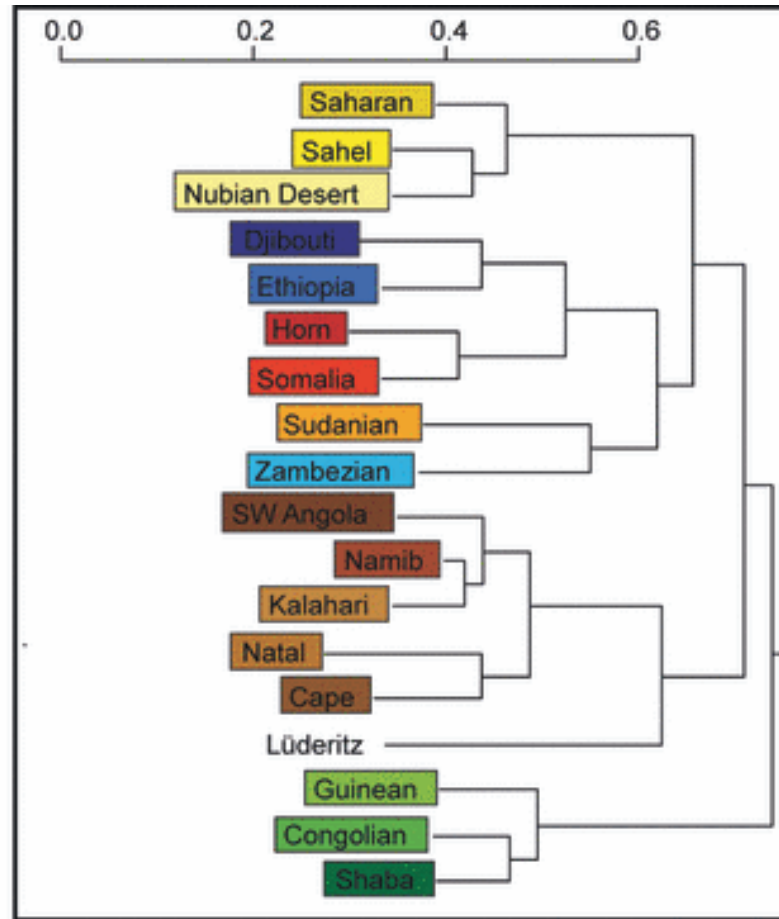 0.0 0.2 0.4 0.6
Saharan
Sahel
Nubian Desert
Djibouti
Ethiopia
Horn
Somalia
Sudanian
Zambezian
SW Angola
Namib
Kalahari
Natal
Cape
Lüderitz
Guinean
Congolian
Shaba